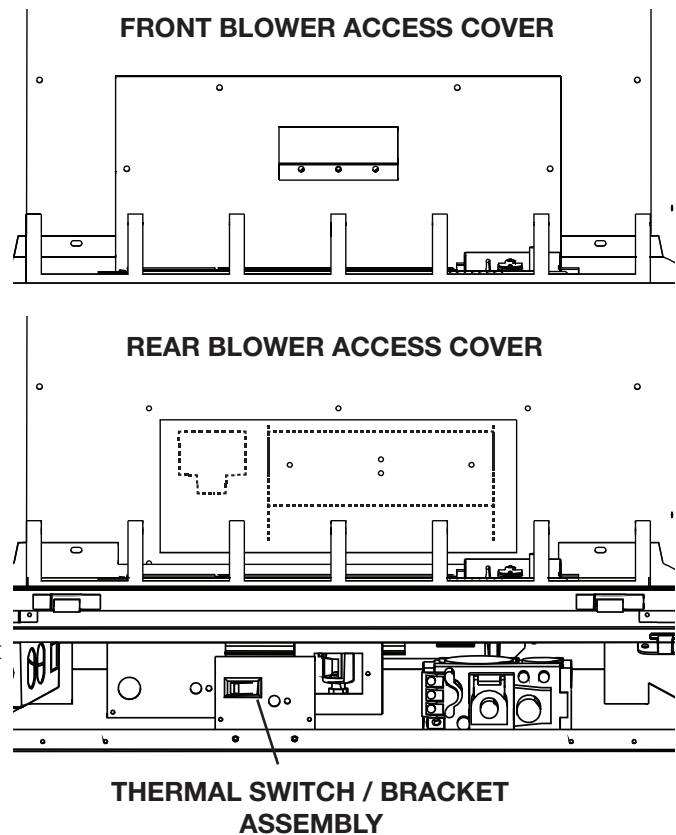 FRONT BLOWER ACCESS COVER
REAR BLOWER ACCESS COVER
THERMAL SWITCH / BRACKET
ASSEMBLY